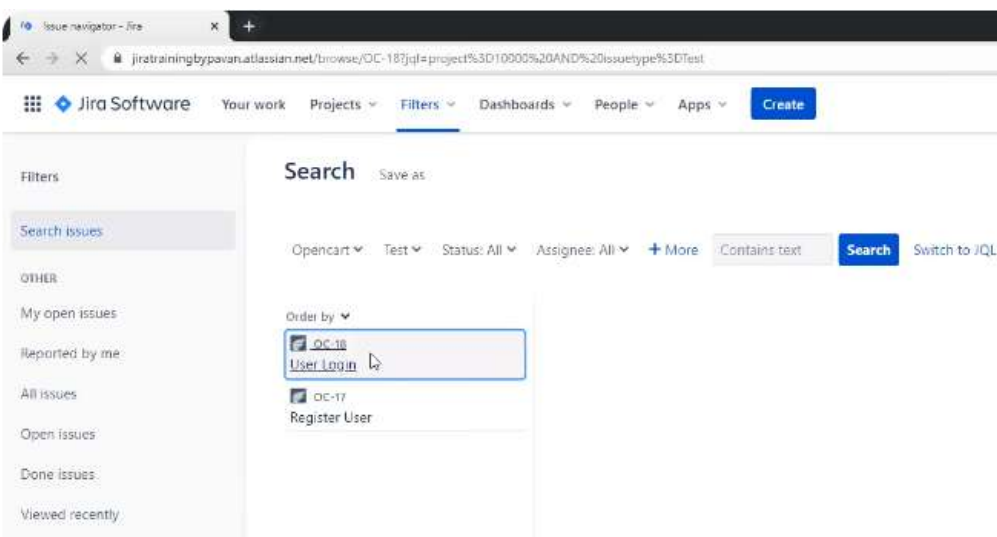 Issue navigator - Jira
jiratrainingbypavan.atlassian.net/browse/OC-18?jql=project%3D10000%20AND%20issuetype%3DTest
Jira Software Your work Projects Filters Dashboards People Apps Create
Filters
Search Save as
Search issues
Opencart Test Status: All Assignee: All + More Contains text Search Switch to JQL
OTHER
My open issues
Order by
OC-18
User Login
Reported by me
All issues
OC-17
Register User
Open issues
Done issues
Viewed recently